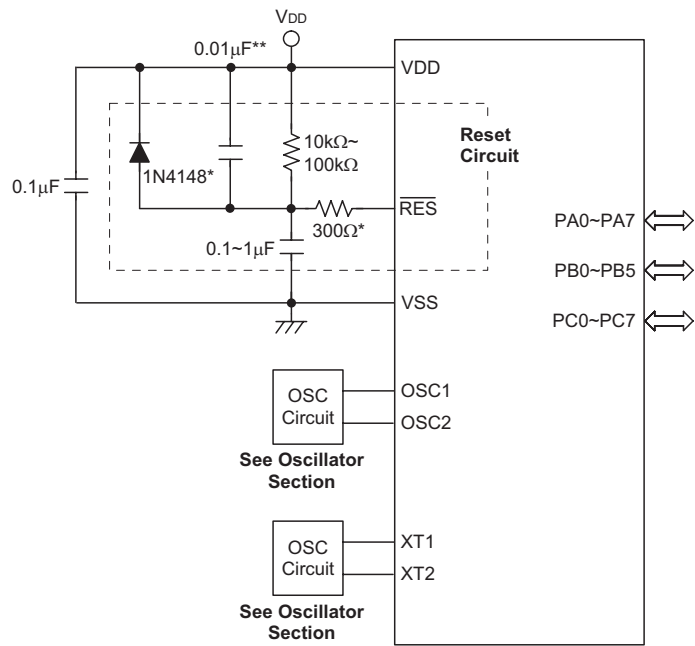 VDD
0.01μF**
VDD
Reset
Circuit
10kΩ~
100kΩ
1N4148*
0.1μF
RES
300Ω*
0.1~1μF
VSS
PA0~PA7
PB0~PB5
PC0~PC7
OSC
Circuit
OSC1
OSC2
See Oscillator
Section
OSC
Circuit
XT1
XT2
See Oscillator
Section